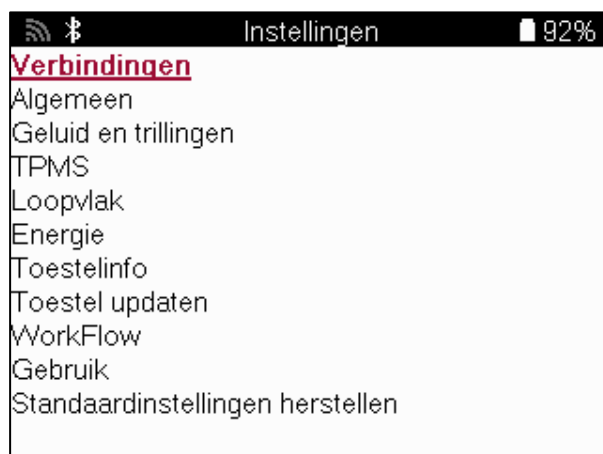 Instellingen 92%
Verbindingen
Algemeen
Geluid en trillingen
TPMS
Loopvlak
Energie
Toestelinfo
Toestel updaten
WorkFlow
Gebruik
Standaardinstellingen herstellen